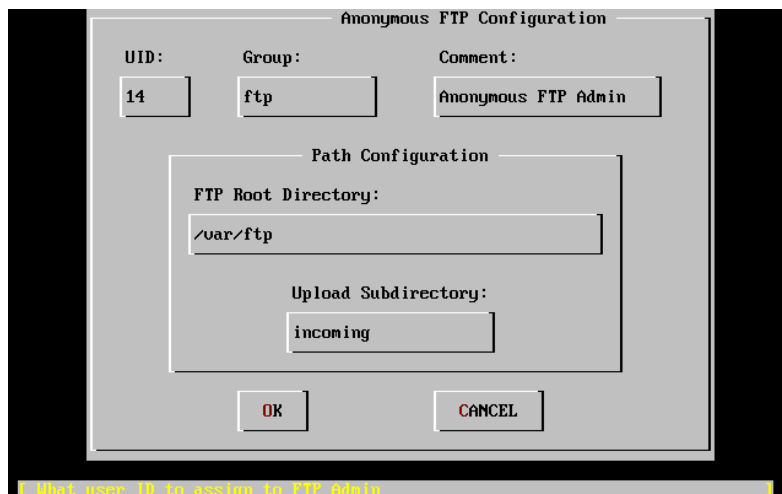 Anonymous FTP Configuration
UID: Group: Comment:
14 ftp Anonymous FTP Admin
Path Configuration
FTP Root Directory:
/var/ftp
Upload Subdirectory:
incoming
OK CANCEL
[ What user ID to assign to FTP Admin ]